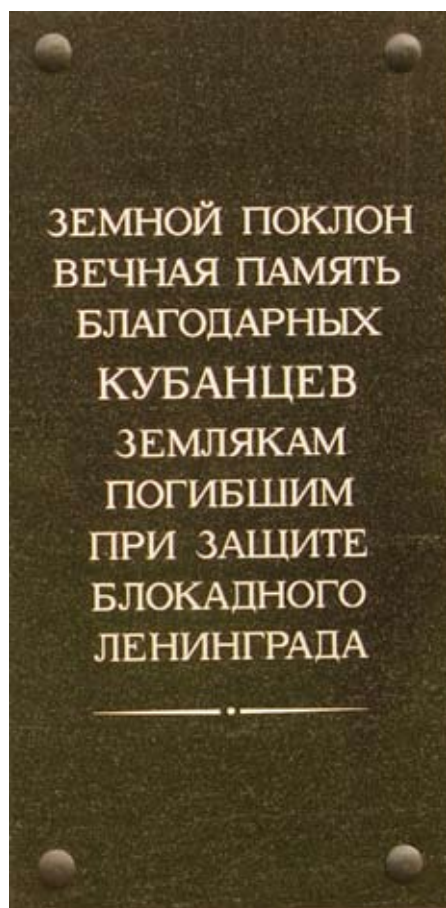 ЗЕМНОЙ ПОКЛОН
ВЕЧНАЯ ПАМЯТЬ
БЛАГОДАРНЫХ
КУБАНЦЕВ
ЗЕМЛЯКАМ
ПОГИБШИМ
ПРИ ЗАЩИТЕ
БЛОКАДНОГО
ЛЕНИНГРАДА